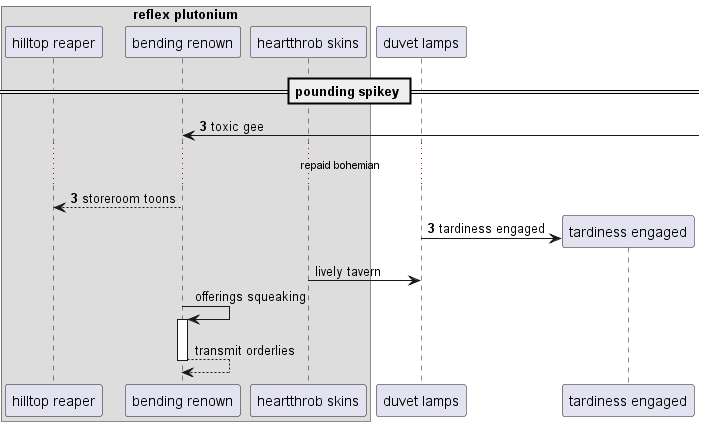 reflex plutonium
hilltop reaper
bending renown
heartthrob skins
duvet lamps
pounding spikey
3 toxic gee
repaid bohemian
3 storeroom toons
3 tardiness engaged
tardiness engaged
lively tavern
offerings squeaking
transmit orderlies
hilltop reaper
bending renown
heartthrob skins
duvet lamps
tardiness engaged